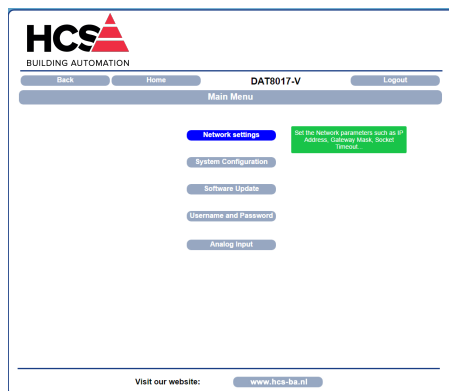 HCS
BUILDING AUTOMATION
Back Home DAT8017-V Logout
Main Menu
Network settings
Set the Network parameters such as IP
Address, Gateway Mask, Socket
Timeout...
System Configuration
Software Update
Username and Password
Analog Input
Visit our website: www.hcs-ba.nl